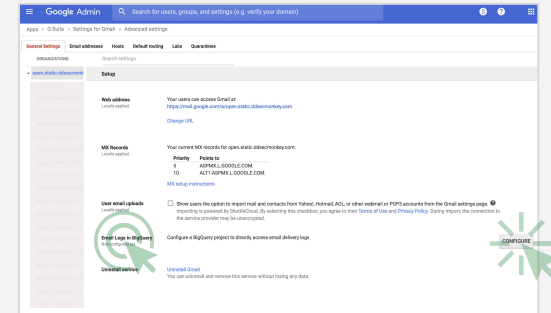 Google Admin
Search for users, groups, and settings (e.g. verify your domain)
Apps > G Suite > Settings for Gmail > Advanced settings
General Settings Email addresses Hosts Default routing Labs Quarantines
ORGANIZATIONS
Search settings
open.static.ddsecmonk
Setup
Web address
Locally applied
Your users can access Gmail at:
https://mail.google.com/a/open.static.ddsecmonkey.com
Change URL
MX Records
Locally applied
Your current MX records for open.static.ddsecmonkey.com:
Priority Points to
5 ASPMX.L.GOOGLE.COM.
10 ALT1.ASPMX.L.GOOGLE.COM.
MX setup instructions
User email uploads
Locally applied
Show users the option to import mail and contacts from Yahoo!, Hotmail, AOL, or other webmail or POP3 accounts from the Gmail settings page.
Importing is powered by ShuttleCloud. By selecting this checkbox, you agree to their Terms of Use and Privacy Policy. During import, the connection to
the service provider may be unencrypted.
Email Logs in BigQuery
Not configured yet
Configure a BigQuery project to directly access email delivery logs
CONFIGURE
Uninstall service
Uninstall Gmail
You can uninstall and remove this service without losing any data.